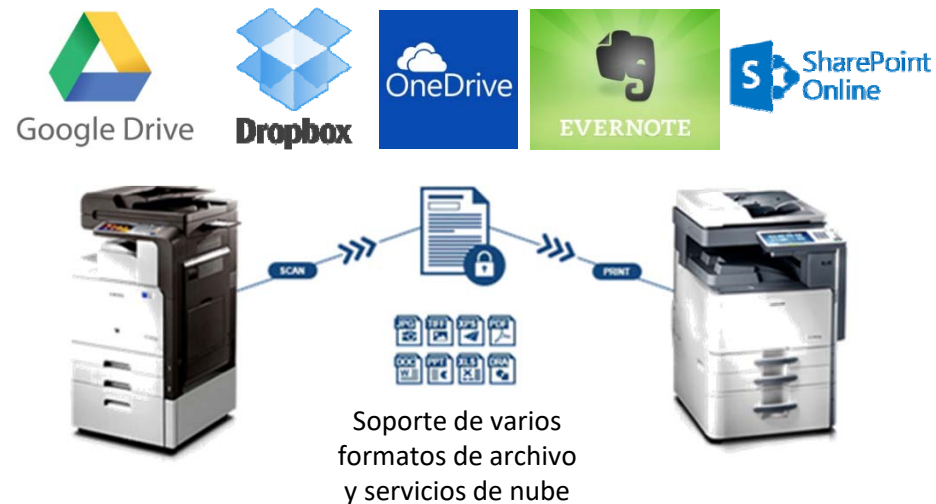 Google Drive
Dropbox
OneDrive
EVERNOTE
S SharePoint
Online
SCAN
PRINT
JPG TIFF XPS PDF
DOC PPT XLS DRA
Soporte de varios
formatos de archivo
y servicios de nube